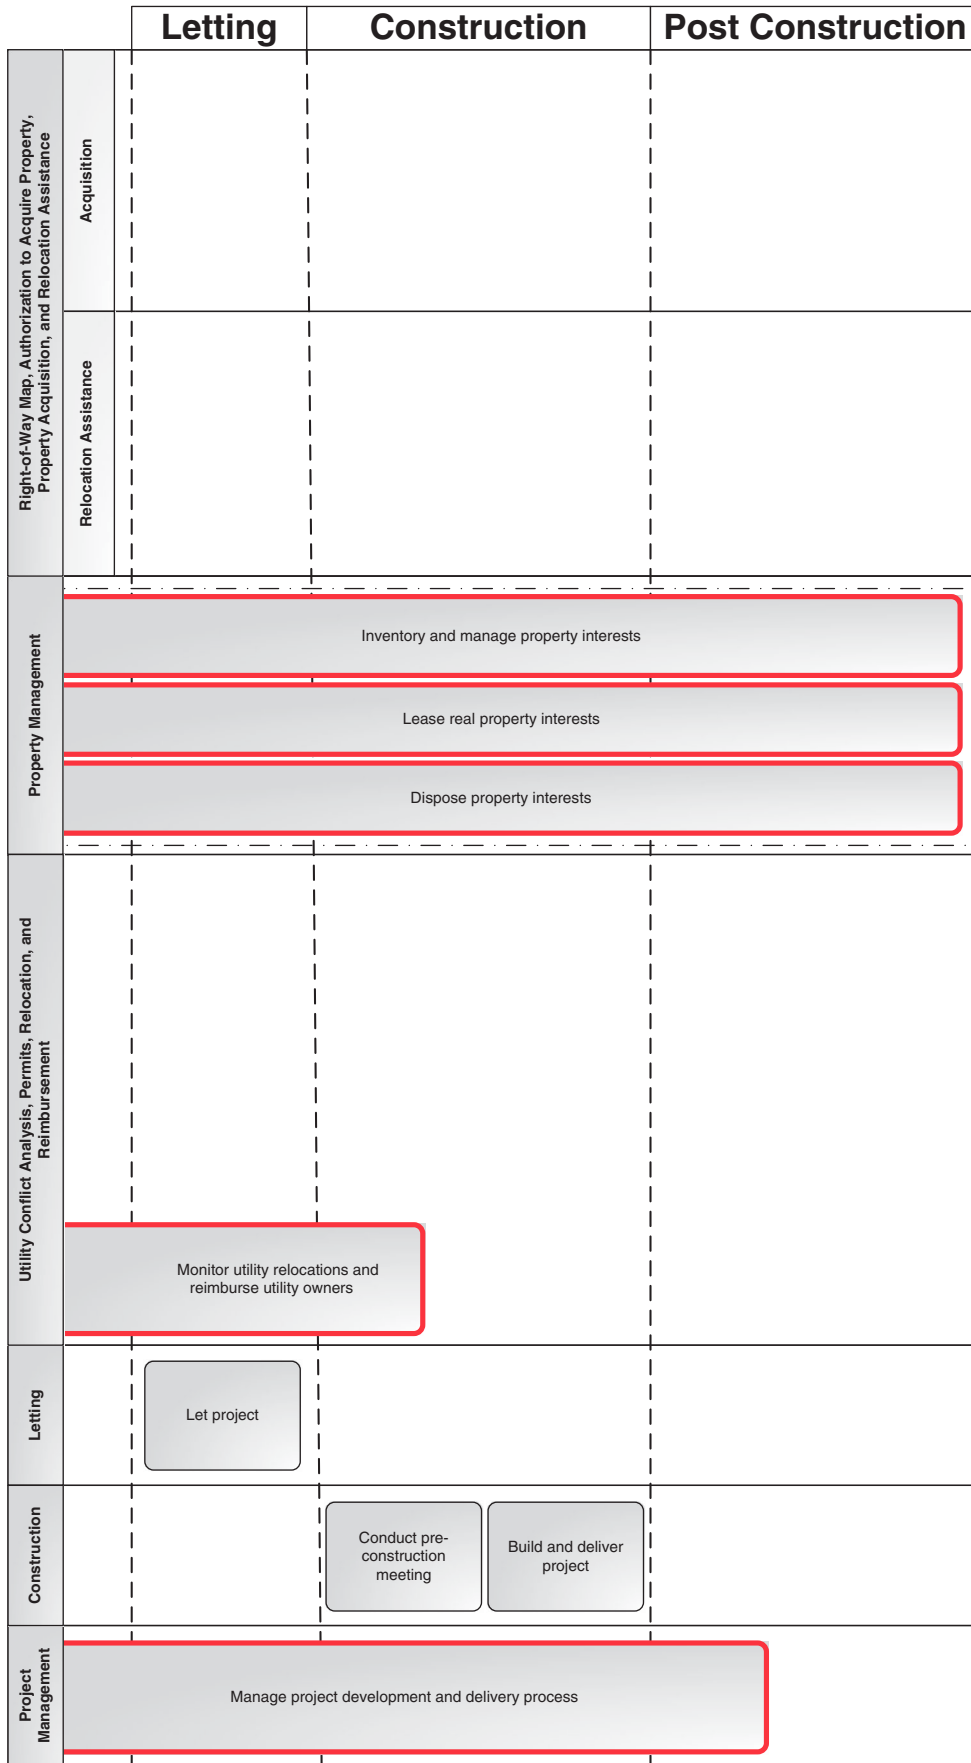 Letting
Construction
Post Construction
Right-of-Way Map, Authorization to Acquire Property,
Property Acquisition, and Relocation Assistance
Acquisition
Relocation Assistance
Property Management
Inventory and manage property interests
Lease real property interests
Dispose property interests
Utility Conflict Analysis, Permits, Relocation, and
Reimbursement
Monitor utility relocations and
reimburse utility owners
Letting
Let project
Construction
Conduct pre-
construction
meeting
Build and deliver
project
Project
Management
Manage project development and delivery process